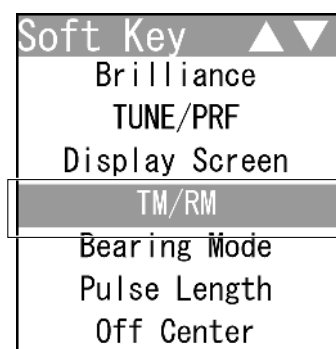 Soft Key ▲▼
Brilliance
TUNE/PRF
Display Screen
TM/RM
Bearing Mode
Pulse Length
Off Center